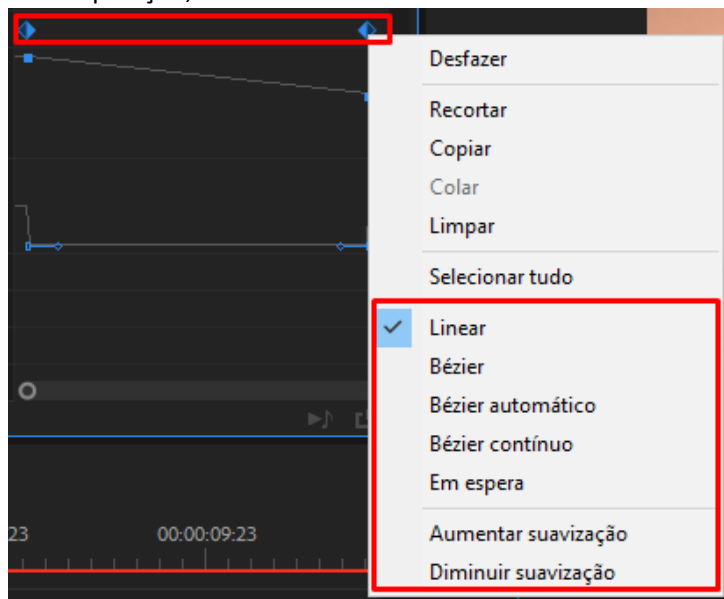 Desfazer
Recortar
Copiar
Colar
Limpar
Selecionar tudo
Linear
Bézier
Bézier automático
Bézier contínuo
Em espera
Aumentar suavização
Diminuir suavização
23
00:00:09:23